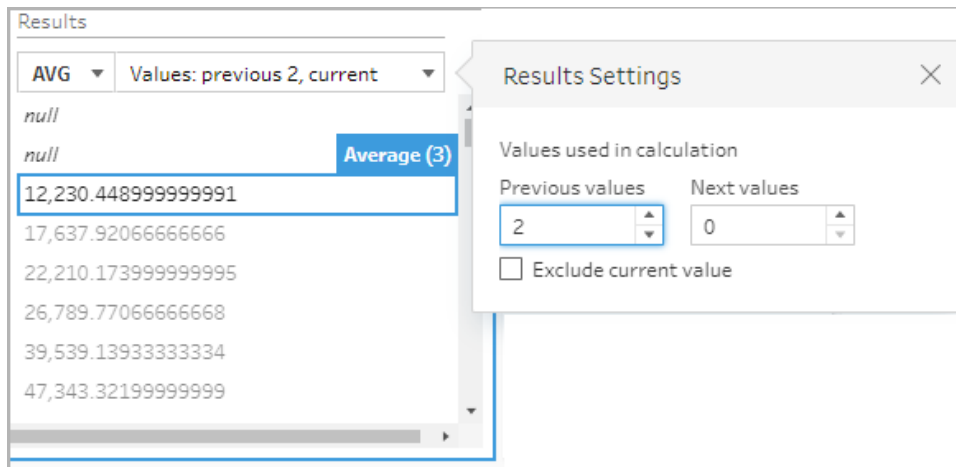 Results
AVG Values: previous 2, current
null
null Average (3)
12,230.448999999991
17,637.92066666666
22,210.173999999995
26,789.77066666668
39,539.13933333334
47,343.32199999999
Results Settings
Values used in calculation
Previous values Next values
2 0
Exclude current value